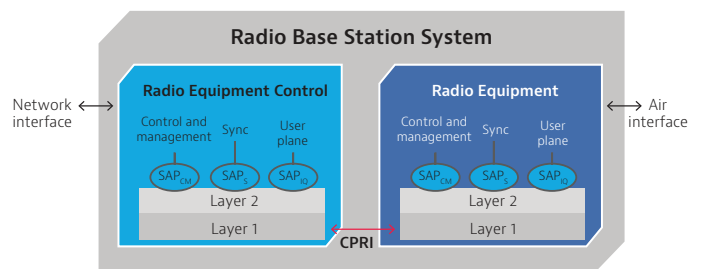 Radio Base Station System
Network
interface
Radio Equipment Control
Control and
management
Sync
User
plane
SAPCM
SAPS
SAPIQ
Layer 2
Layer 1
CPRI
Radio Equipment
Control and
management
Sync
User
plane
SAPCM
SAPS
SAPIQ
Layer 2
Layer 1
Air
interface